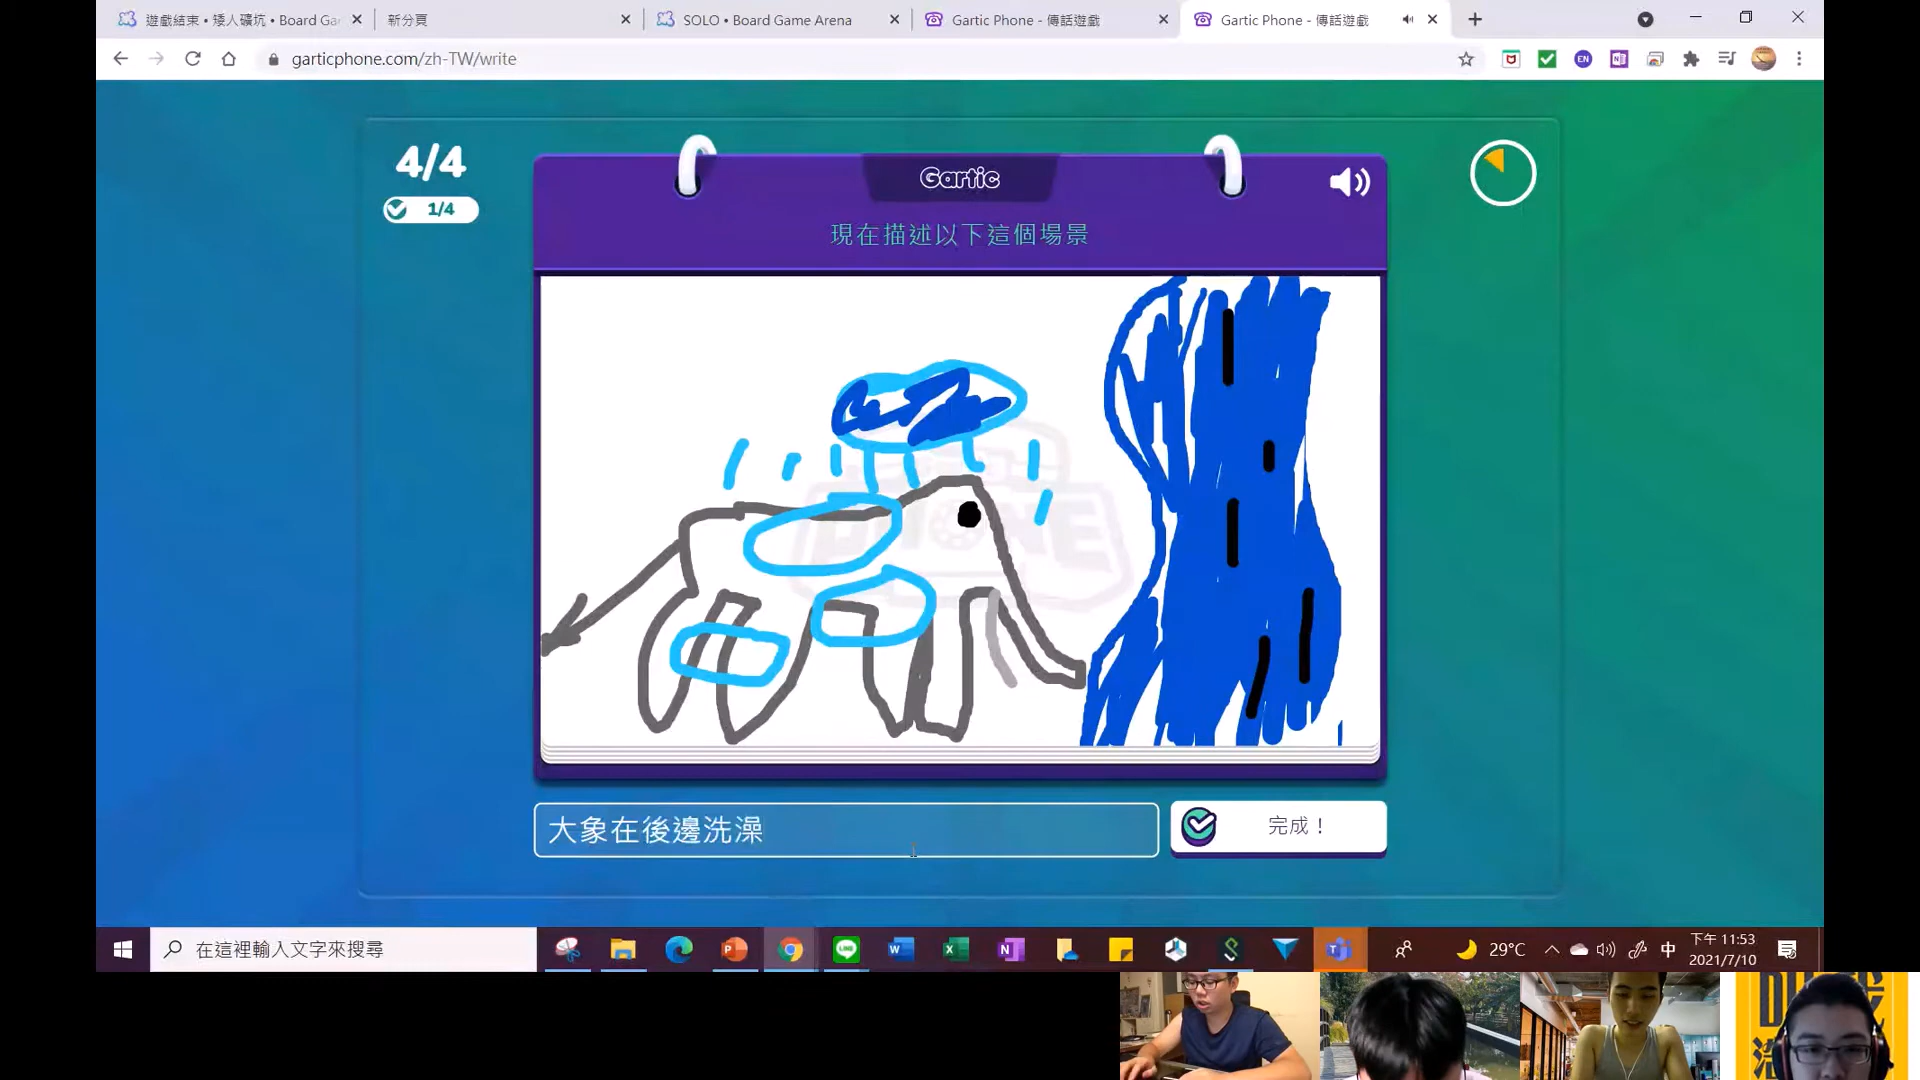 遊戲結束 • 矮人礦坑 • Board Ga
新分頁
SOLO • Board Game Arena
Gartic Phone - 傳話遊戲
Gartic Phone - 傳話遊戲
garticphone.com/zh-TW/write
EN
4/4
1/4
Gartic
現在描述以下這個場景
PHONE
大象在後邊洗澡
完成！
在這裡輸入文字來搜尋
LINE
29°C
中
下午 11:53
2021/7/10